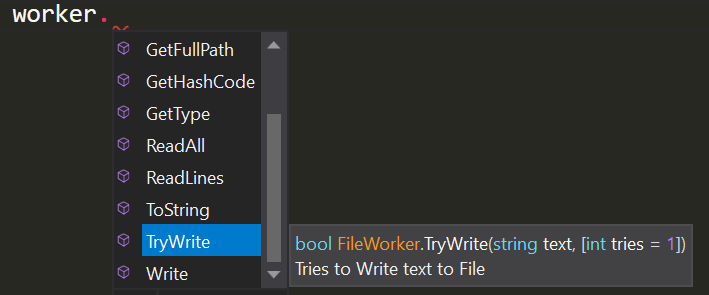 worker.
GetFullPath
GetHashCode
GetType
ReadAll
ReadLines
ToString
TryWrite
bool FileWorker.TryWrite(string text, [int tries = 1])
Tries to Write text to File
Write